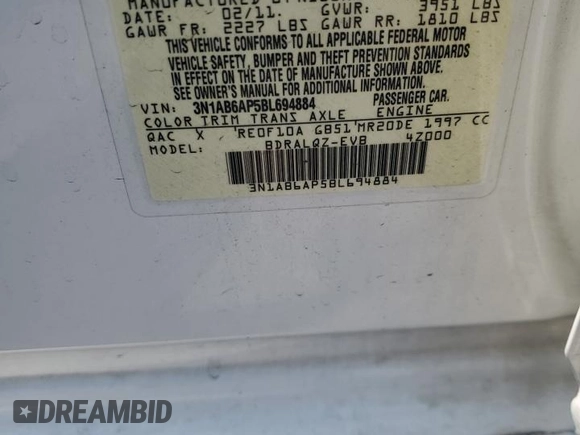 MANUFACTURED BY
DATE: 02/11. GVWR: 3951 LBS
GAWR FR: 2227 LBS GAWR RR: 1810 LBS
THIS VEHICLE CONFORMS TO ALL APPLICABLE FEDERAL MOTOR
VEHICLE SAFETY, BUMPER AND THEFT PREVENTION STANDARDS
IN EFFECT ON THE DATE OF MANUFACTURE SHOWN ABOVE.
SEE OWNER'S MANUAL FOR ADDITIONAL INFORMATION.
VIN: 3N1AB6AP5BL694884 PASSENGER CAR.
COLOR TRIM TRANS AXLE ENGINE
QAC X RE0F10A GB51 MR20DE 1997 CC
MODEL: BDRALQZ-EVB 4Z000
3N1AB6AP5BL694884
DREAMBID